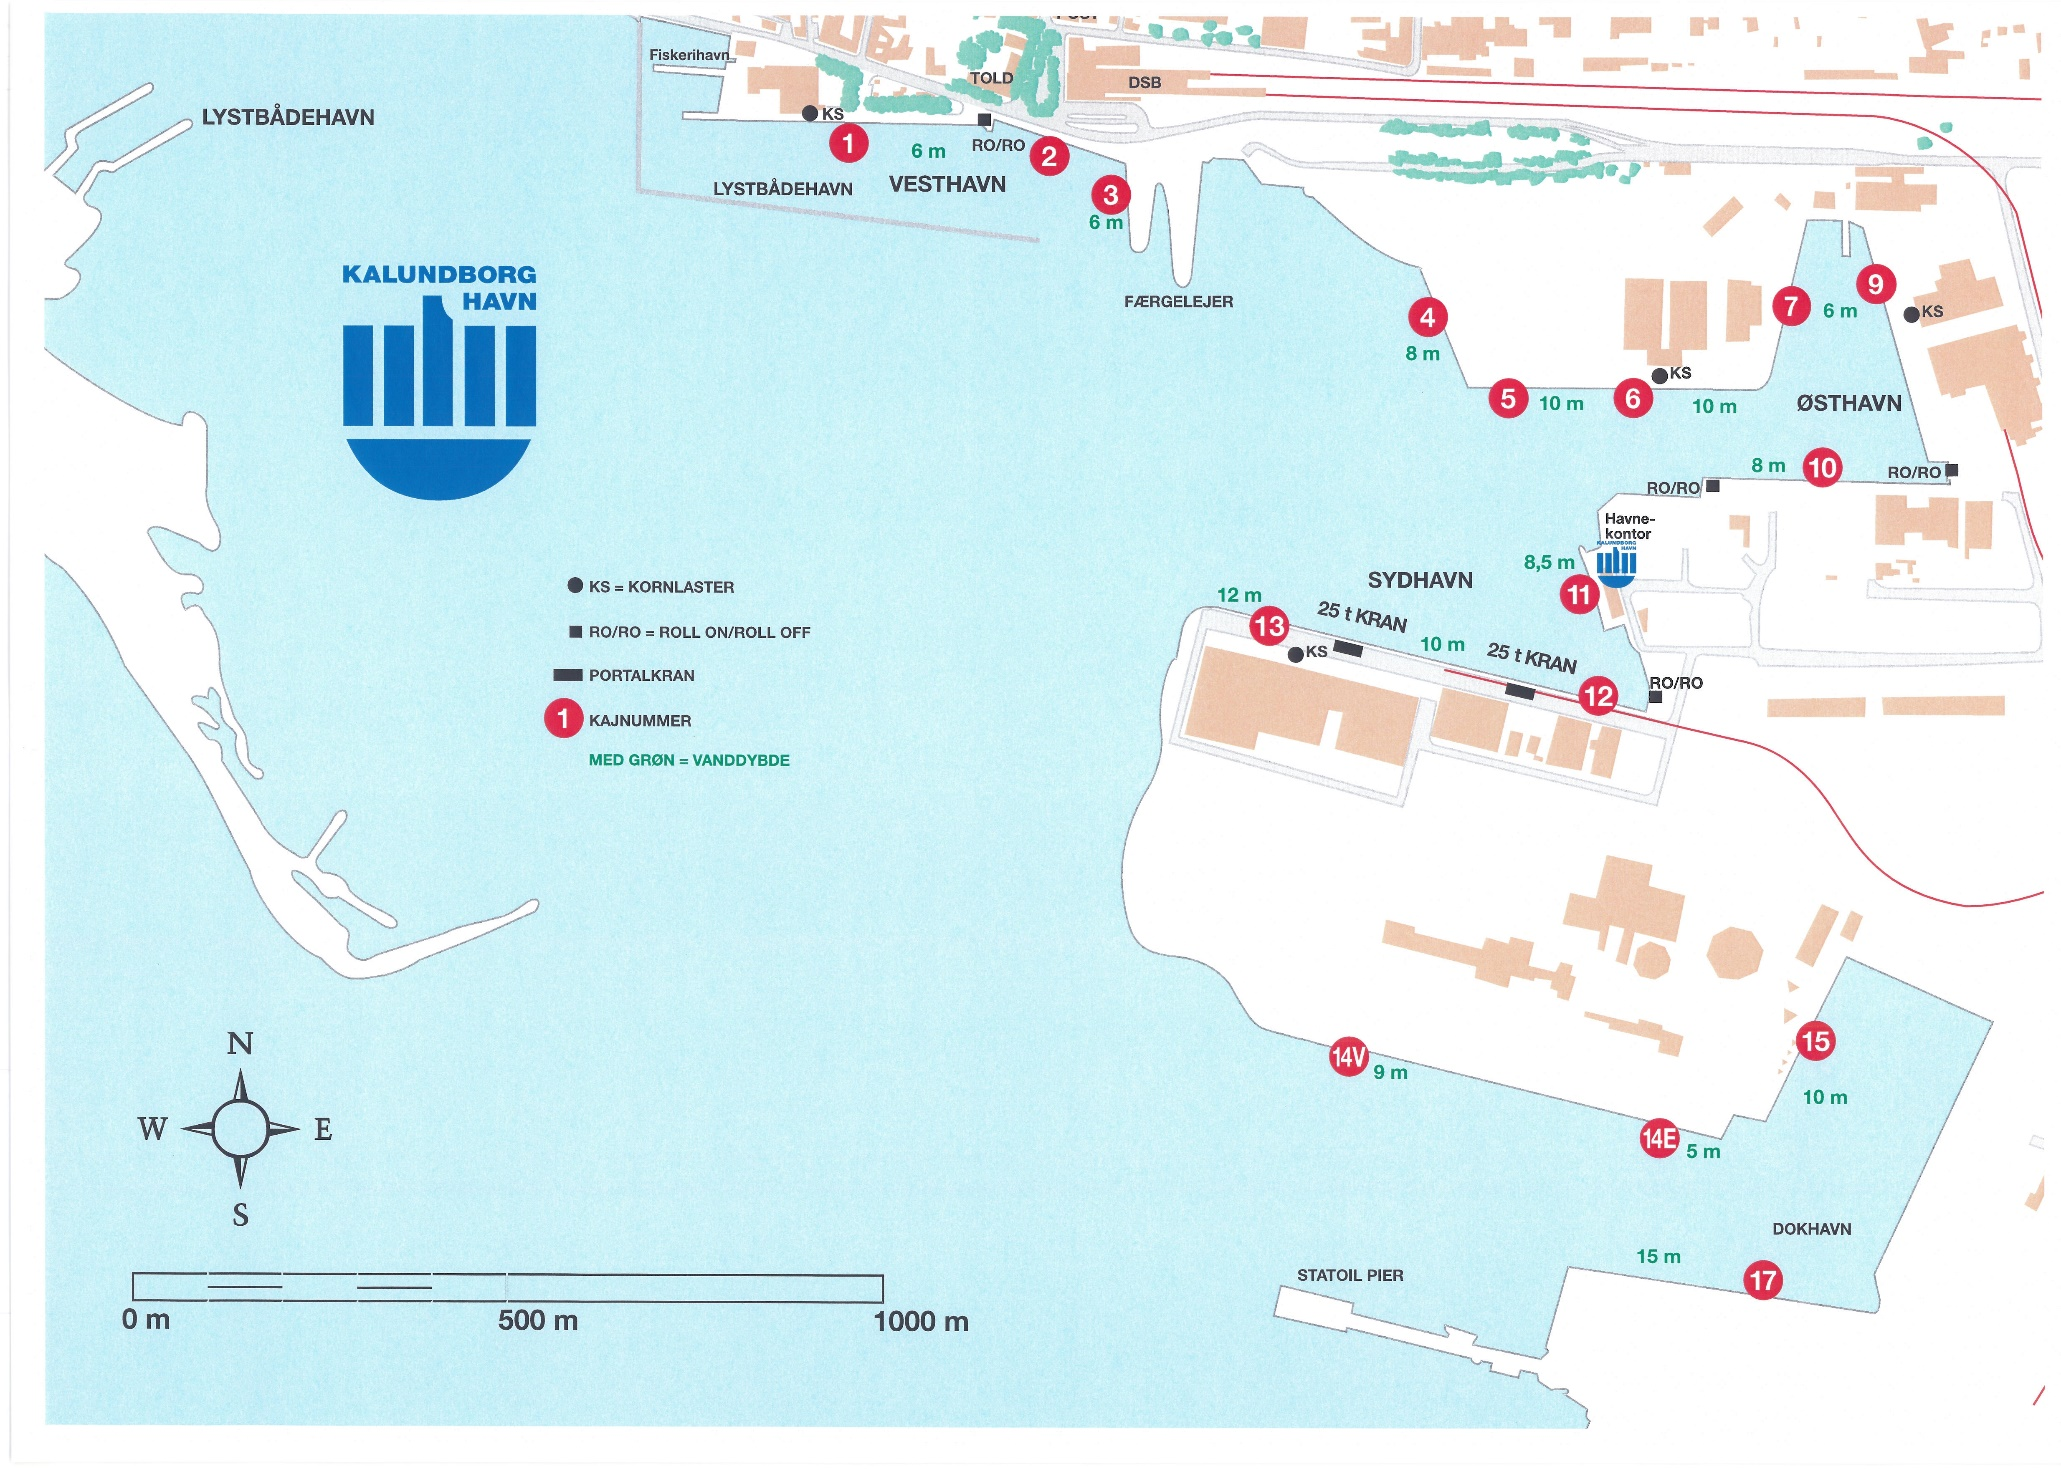 Fiskerihavn
TOLD
DSB
LYSTBÅDEHAVN
KS
1
6 m
RO/RO
2
LYSTBÅDEHAVN
VESTHAVN
3
6 m
FÆRGELEJER
KALUNDBORG
HAVN
4
8 m
5
10 m
6
KS
10 m
7
6 m
9
KS
ØSTHAVN
8 m
10
RO/RO
RO/RO
Havne-
kontor
KALUNDBORG
HAVN
8,5 m
11
SYDHAVN
12 m
13
25 t KRAN
KS
10 m
25 t KRAN
12
RO/RO
KS = KORNLASTER
RO/RO = ROLL ON/ROLL OFF
PORTALKRAN
1 KAJNUMMER
MED GRØN = VANDDYBDE
14V
9 m
15
10 m
14E
5 m
DOKHAVN
15 m
17
STATOIL PIER
N
W
E
S
0 m
500 m
1000 m